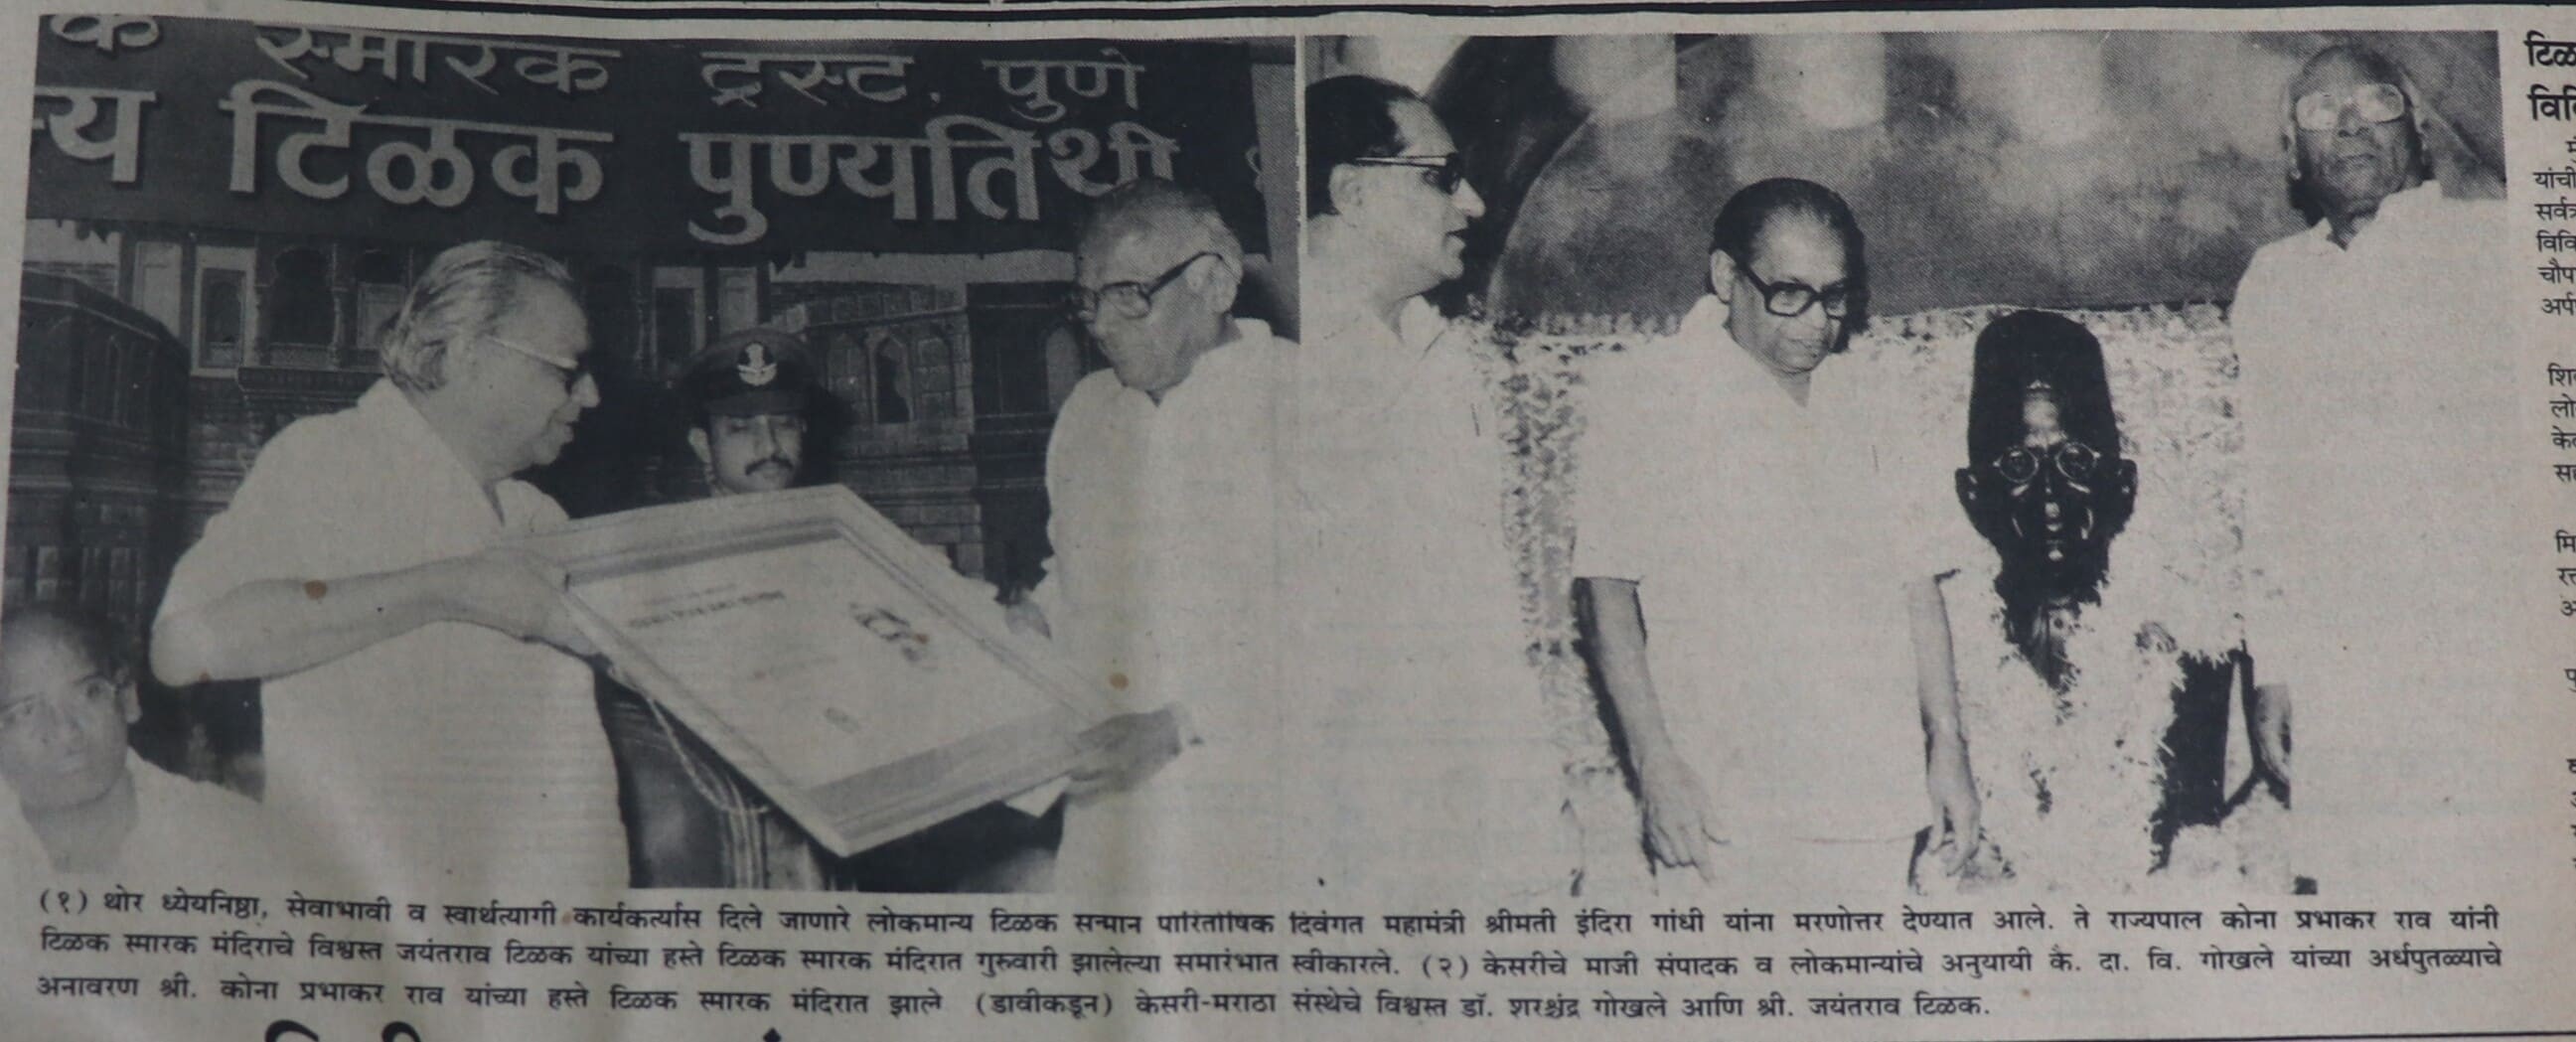 क स्मारक ट्रस्ट. पुणे
न्य टिळक पुण्यतिथी
(१) थोर ध्येयनिष्ठा, सेवाभावी व स्वार्थत्यागी कार्यकर्त्यास दिले जाणारे लोकमान्य टिळक सन्मान पारितोषिक दिवंगत महामंत्री श्रीमती इंदिरा गांधी यांना मरणोत्तर देण्यात आले. ते राज्यपाल कोना प्रभाकर राव यांनी
टिळक स्मारक मंदिराचे विश्वस्त जयंतराव टिळक यांच्या हस्ते टिळक स्मारक मंदिरात गुरुवारी झालेल्या समारंभात स्वीकारले. (२) केसरीचे माजी संपादक व लोकमान्यांचे अनुयायी कै. दा. वि. गोखले यांच्या अर्धपुतळ्याचे
अनावरण श्री. कोना प्रभाकर राव यांच्या हस्ते टिळक स्मारक मंदिरात झाले (डावीकडून) केसरी-मराठा संस्थेचे विश्वस्त डॉ. शरश्चंद्र गोखले आणि श्री. जयंतराव टिळक.
टिळ
वि
यांची
सर्वत्र
विवि
चौप
अर्प
शि
लो
के